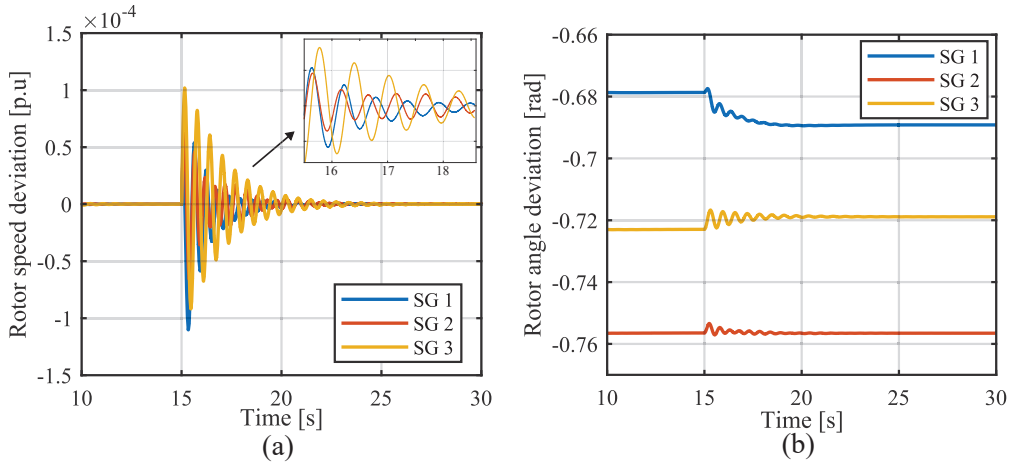 ×10⁻⁴
1.5
1
0.5
0
-0.5
-1
-1.5
10
15
20
25
30
Rotor speed deviation [p.u]
Time [s]
16
17
18
SG 1
SG 2
SG 3
(a)
-0.66
-0.68
-0.7
-0.72
-0.74
-0.76
10
15
20
25
30
Rotor angle deviation [rad]
Time [s]
SG 1
SG 2
SG 3
(b)